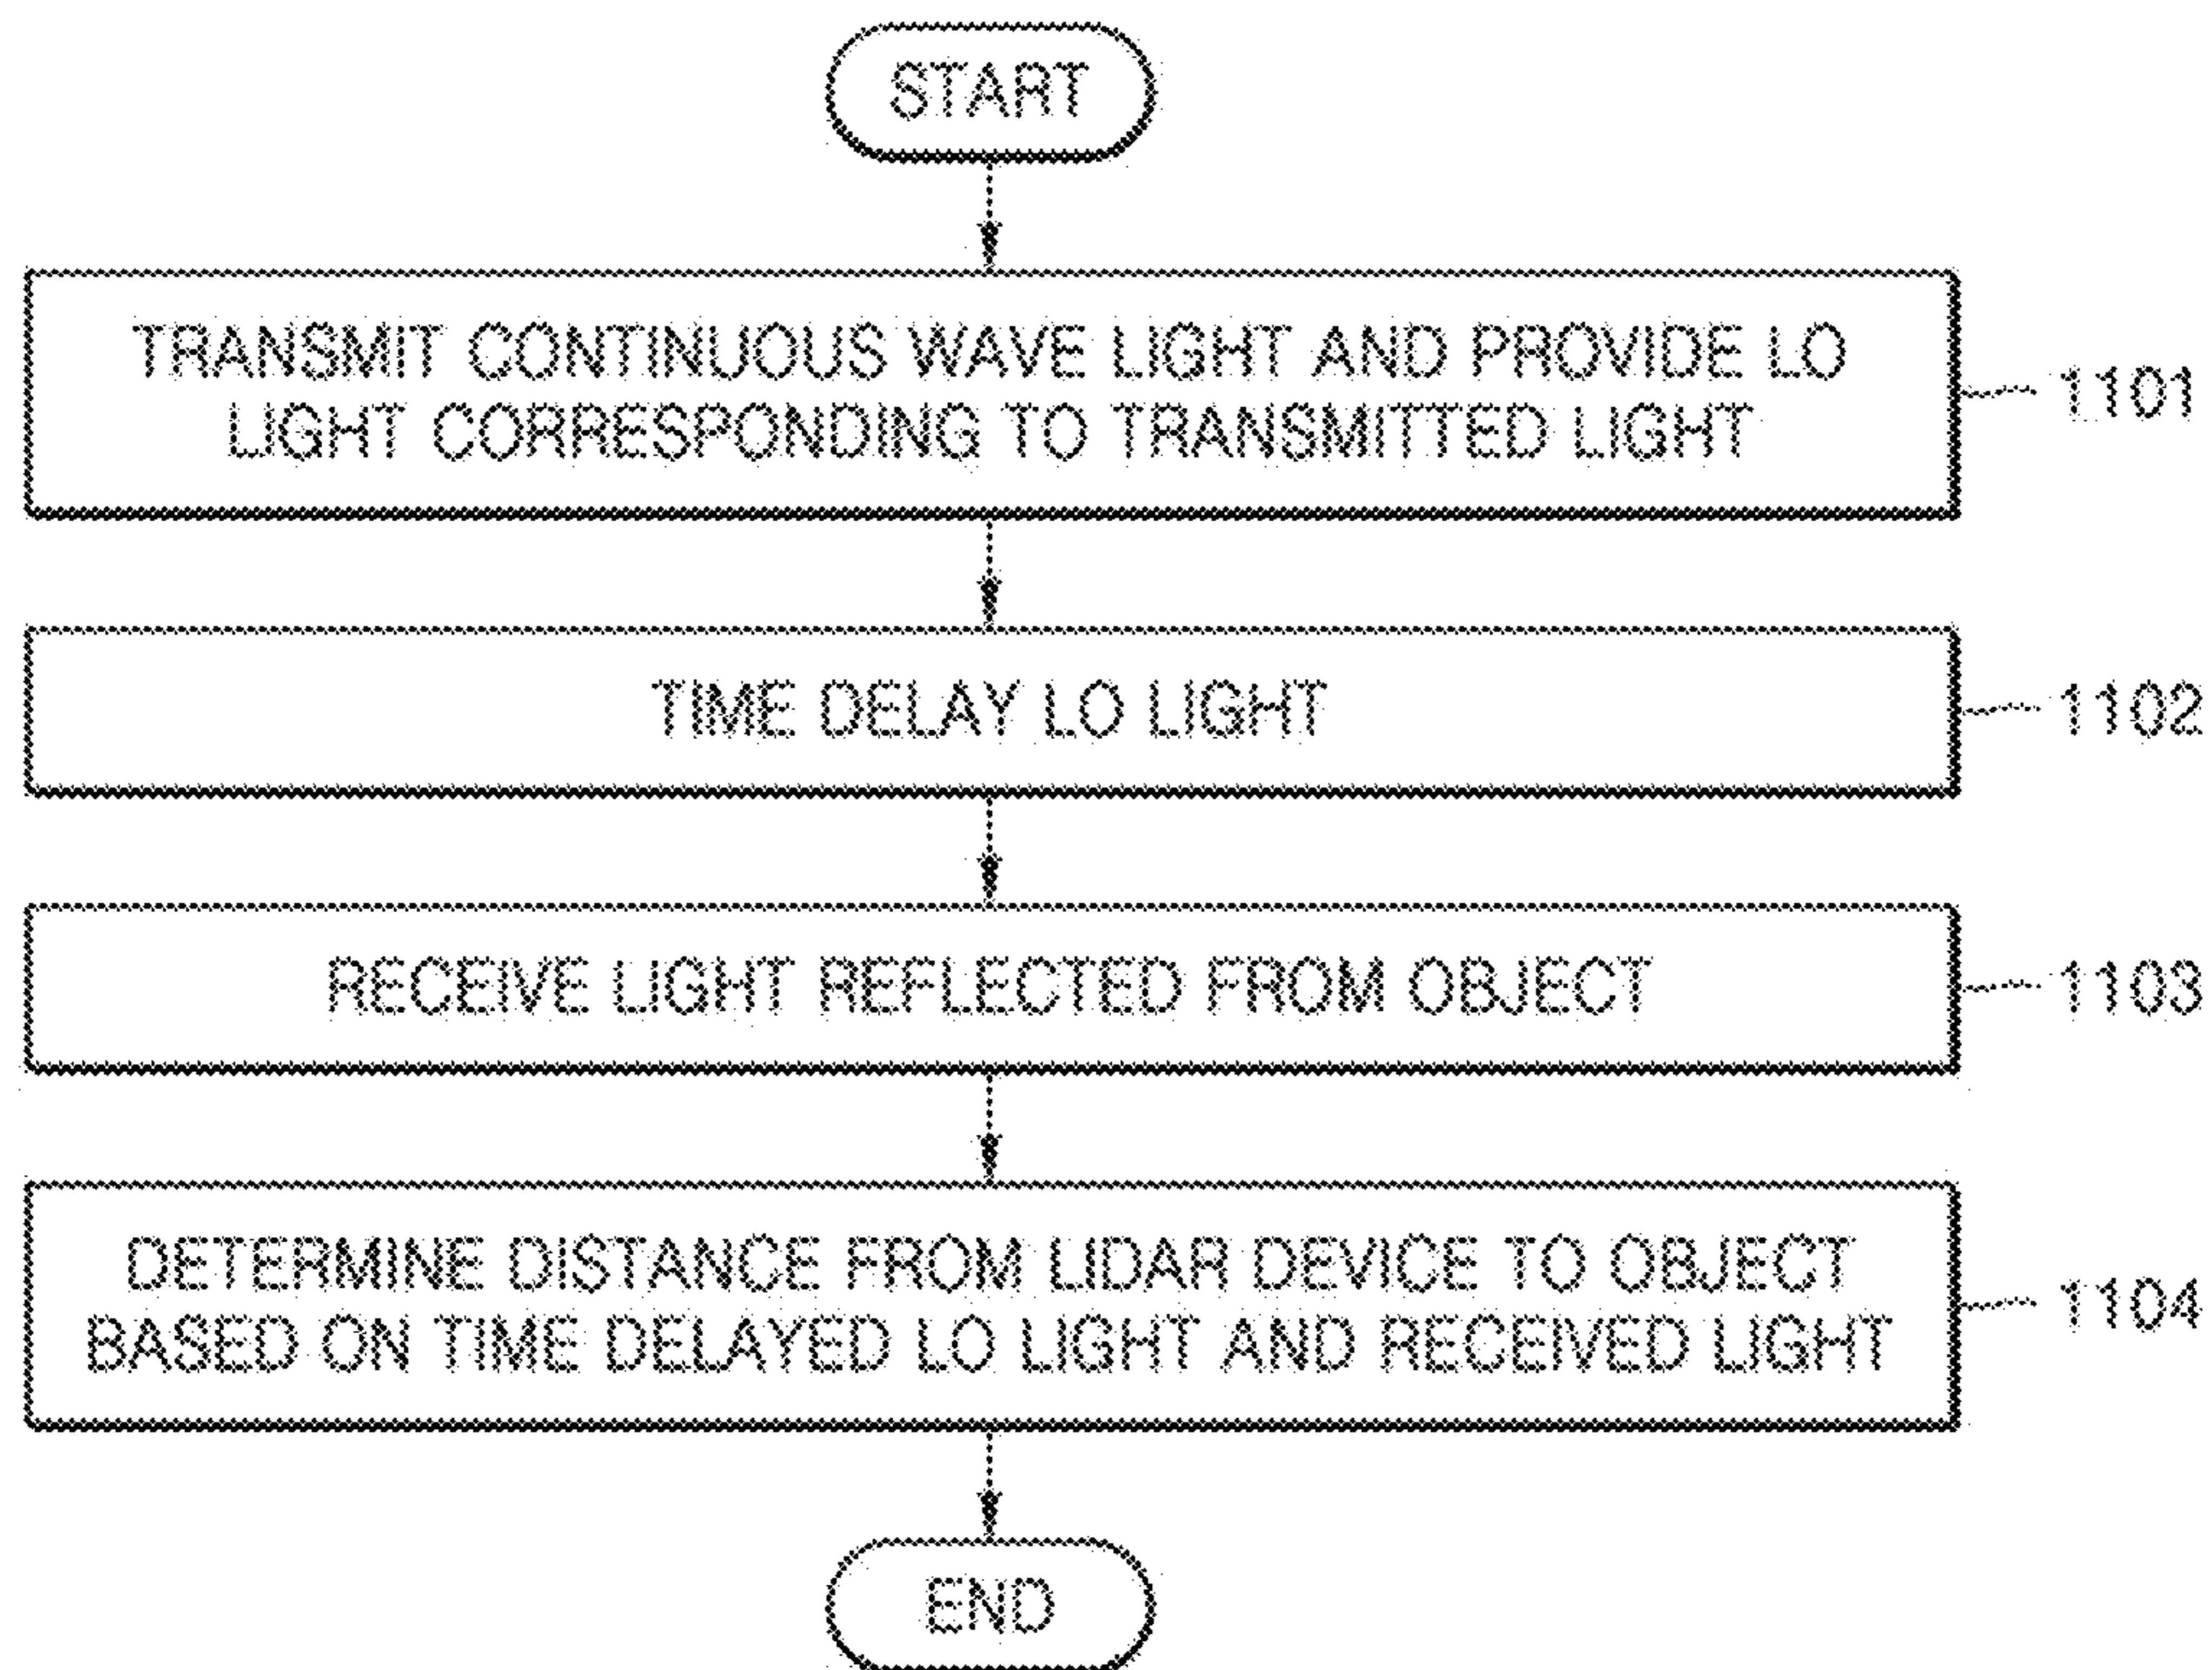 START
TRANSMIT CONTINUOUS WAVE LIGHT AND PROVIDE LO
LIGHT CORRESPONDING TO TRANSMITTED LIGHT
1101
TIME DELAY LO LIGHT
1102
RECEIVE LIGHT REFLECTED FROM OBJECT
1103
DETERMINE DISTANCE FROM LIDAR DEVICE TO OBJECT
BASED ON TIME DELAYED LO LIGHT AND RECEIVED LIGHT
1104
END